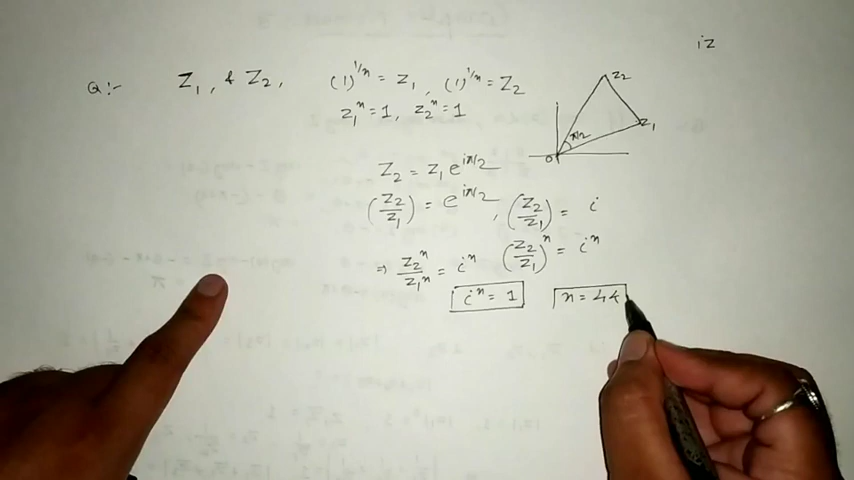 iz
Q:- Z₁, & Z₂, (1)^1/n = z₁, (1)^1/n = Z₂
z₁ⁿ = 1, z₂ⁿ = 1
z₂
z₁
π/2
O
Z₂ = z₁ e^iπ/2
(Z₂/z₁) = e^iπ/2, (Z₂/z₁) = i
⇒ z₂ⁿ/z₁ⁿ = iⁿ (Z₂/z₁)ⁿ = iⁿ
iⁿ = 1 n = 4k